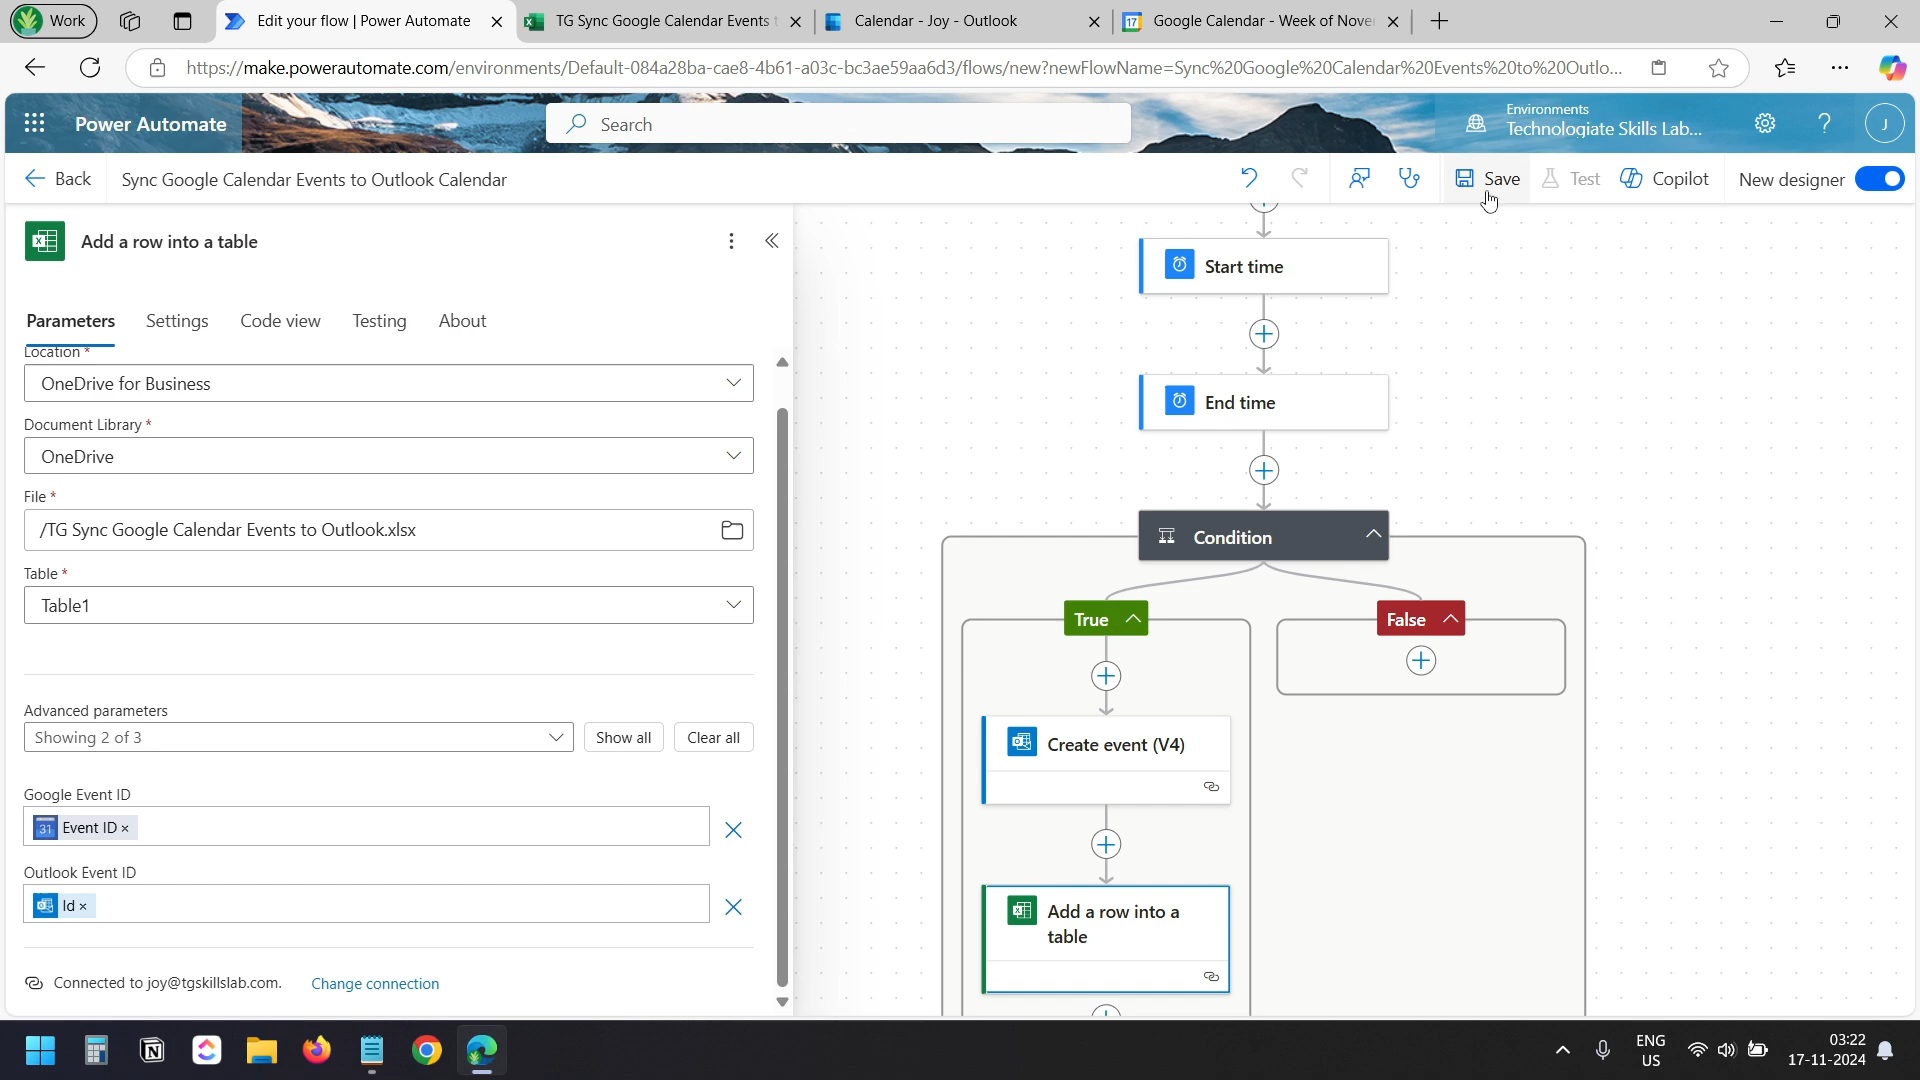 Work
Edit your flow | Power Automate
TG Sync Google Calendar Events t
Calendar - Joy - Outlook
Google Calendar - Week of Nove
https://make.powerautomate.com/environments/Default-084a28ba-cae8-4b61-a03c-bc3ae59aa6d3/flows/new?newFlowName=Sync%20Google%20Calendar%20Events%20to%20Outlo...
Power Automate
Search
Environments
Technologiate Skills Lab...
J
Back
Sync Google Calendar Events to Outlook Calendar
Save
Test
Copilot
New designer
Add a row into a table
Parameters
Settings
Code view
Testing
About
Location *
OneDrive for Business
Document Library *
OneDrive
File *
/TG Sync Google Calendar Events to Outlook.xlsx
Table *
Table1
Advanced parameters
Showing 2 of 3
Show all
Clear all
Google Event ID
31 Event ID ×
Outlook Event ID
Id ×
Connected to joy@tgskillslab.com.
Change connection
Start time
End time
Condition
True
False
Create event (V4)
Add a row into a
table
ENG
US
03:22
17-11-2024